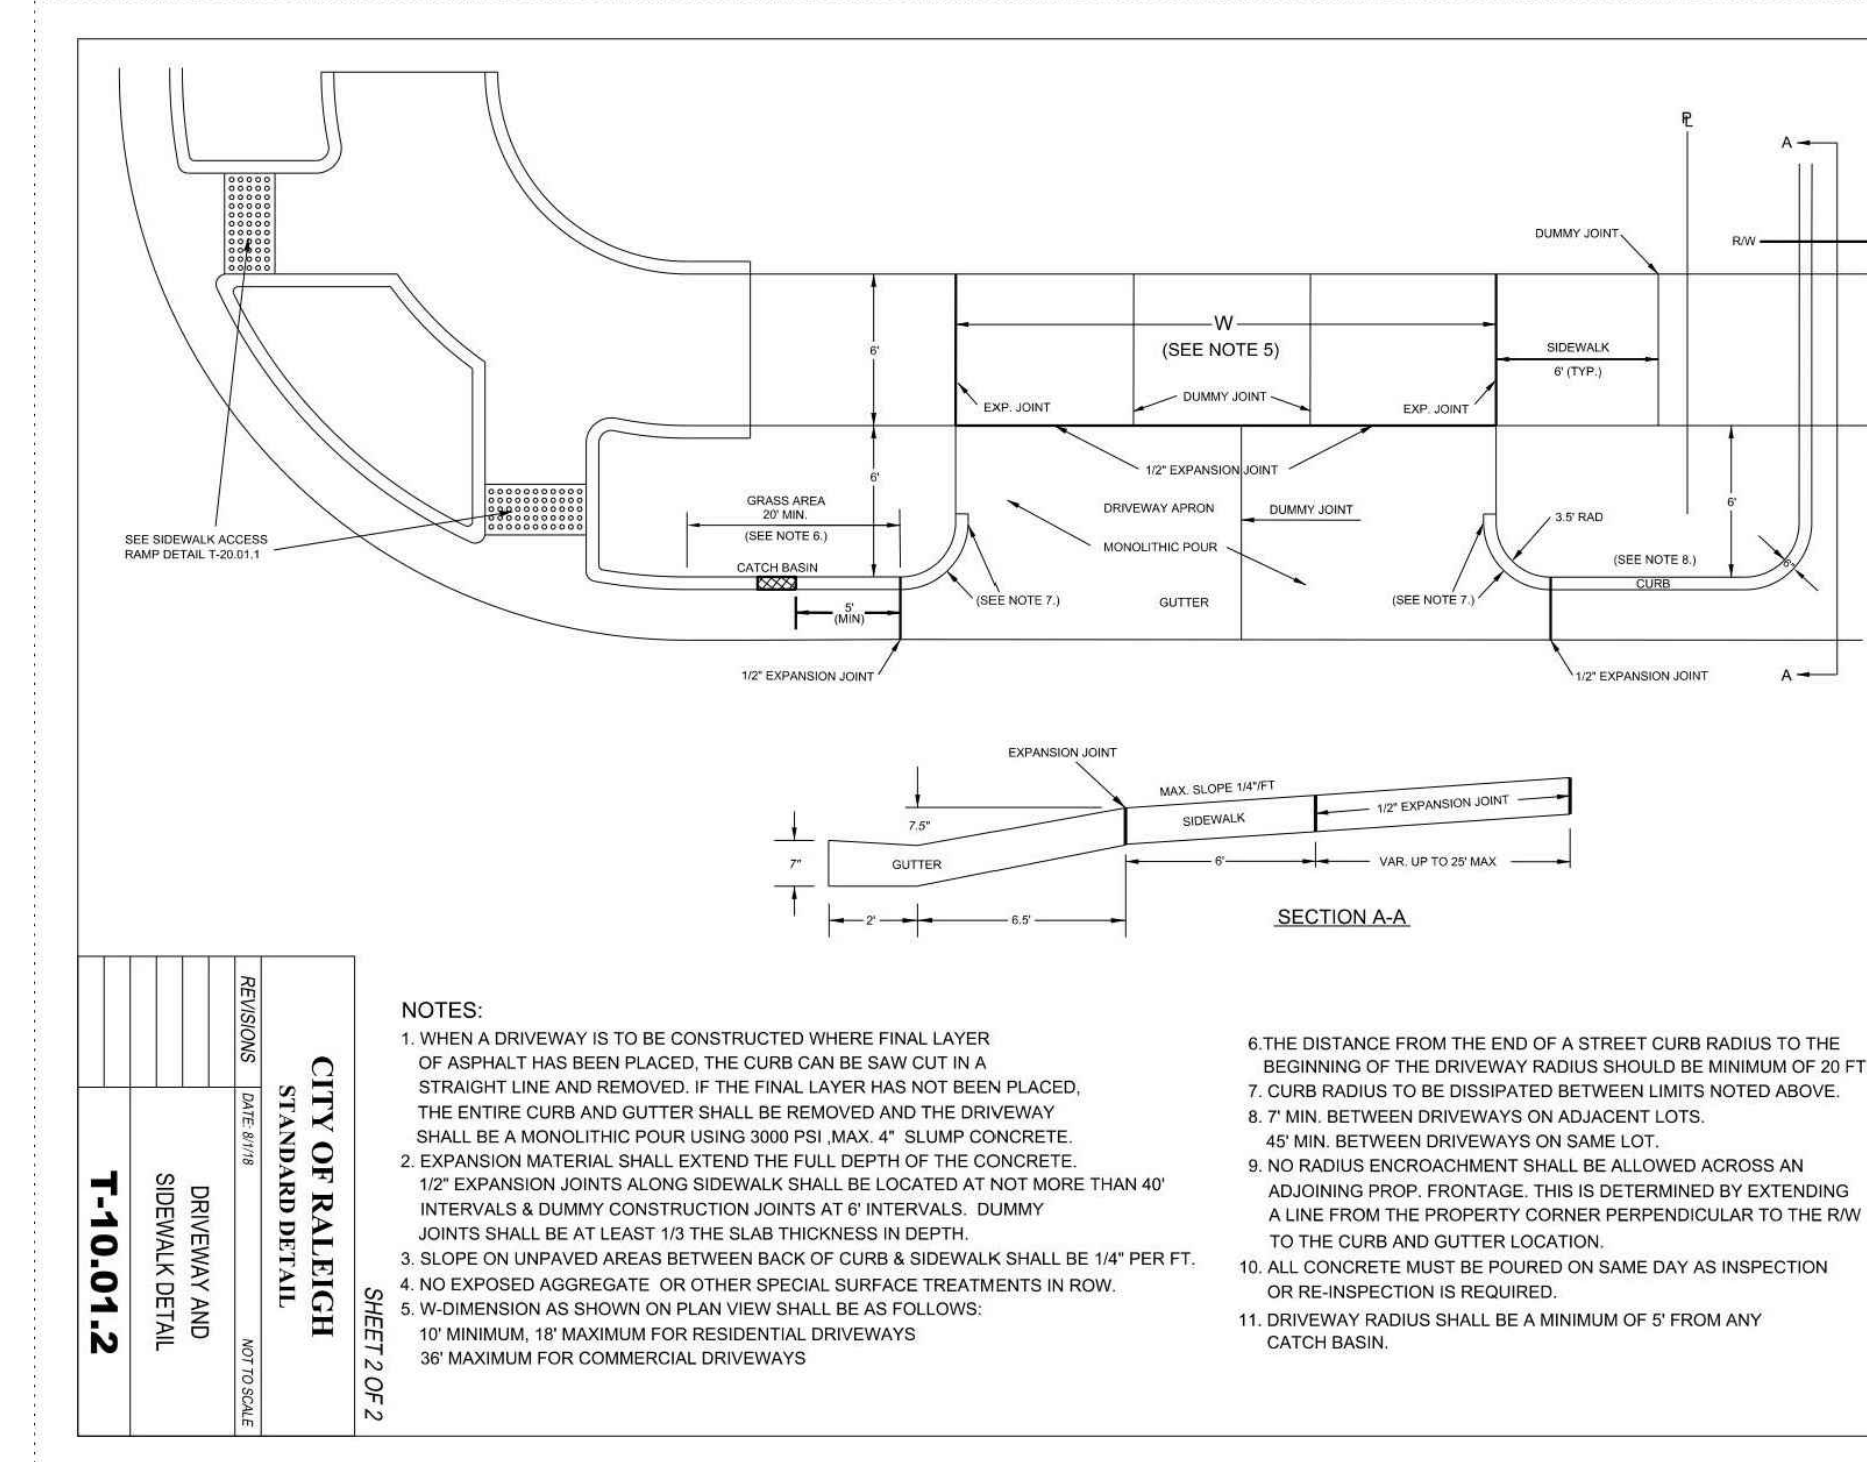 ℄
A
DUMMY JOINT
R/W
W
(SEE NOTE 5)
6'
SIDEWALK
6' (TYP.)
EXP. JOINT
DUMMY JOINT
EXP. JOINT
1/2" EXPANSION JOINT
6'
GRASS AREA
20' MIN.
(SEE NOTE 6.)
DRIVEWAY APRON
DUMMY JOINT
3.5' RAD
6'
SEE SIDEWALK ACCESS
RAMP DETAIL T-20.01.1
MONOLITHIC POUR
(SEE NOTE 8.)
6"
CATCH BASIN
CURB
(SEE NOTE 7.)
GUTTER
(SEE NOTE 7.)
5'
(MIN)
1/2" EXPANSION JOINT
1/2" EXPANSION JOINT
A
EXPANSION JOINT
MAX. SLOPE 1/4"/FT
1/2" EXPANSION JOINT
7.5"
SIDEWALK
7"
GUTTER
6'
VAR. UP TO 25' MAX
2'
6.5'
SECTION A-A
NOTES:
1. WHEN A DRIVEWAY IS TO BE CONSTRUCTED WHERE FINAL LAYER
OF ASPHALT HAS BEEN PLACED, THE CURB CAN BE SAW CUT IN A
STRAIGHT LINE AND REMOVED. IF THE FINAL LAYER HAS NOT BEEN PLACED,
THE ENTIRE CURB AND GUTTER SHALL BE REMOVED AND THE DRIVEWAY
SHALL BE A MONOLITHIC POUR USING 3000 PSI ,MAX. 4" SLUMP CONCRETE.
2. EXPANSION MATERIAL SHALL EXTEND THE FULL DEPTH OF THE CONCRETE.
1/2" EXPANSION JOINTS ALONG SIDEWALK SHALL BE LOCATED AT NOT MORE THAN 40'
INTERVALS & DUMMY CONSTRUCTION JOINTS AT 6' INTERVALS. DUMMY
JOINTS SHALL BE AT LEAST 1/3 THE SLAB THICKNESS IN DEPTH.
3. SLOPE ON UNPAVED AREAS BETWEEN BACK OF CURB & SIDEWALK SHALL BE 1/4" PER FT.
4. NO EXPOSED AGGREGATE OR OTHER SPECIAL SURFACE TREATMENTS IN ROW.
5. W-DIMENSION AS SHOWN ON PLAN VIEW SHALL BE AS FOLLOWS:
10' MINIMUM, 18' MAXIMUM FOR RESIDENTIAL DRIVEWAYS
36' MAXIMUM FOR COMMERCIAL DRIVEWAYS
6.THE DISTANCE FROM THE END OF A STREET CURB RADIUS TO THE
BEGINNING OF THE DRIVEWAY RADIUS SHOULD BE MINIMUM OF 20 FT
7. CURB RADIUS TO BE DISSIPATED BETWEEN LIMITS NOTED ABOVE.
8. 7' MIN. BETWEEN DRIVEWAYS ON ADJACENT LOTS.
45' MIN. BETWEEN DRIVEWAYS ON SAME LOT.
9. NO RADIUS ENCROACHMENT SHALL BE ALLOWED ACROSS AN
ADJOINING PROP. FRONTAGE. THIS IS DETERMINED BY EXTENDING
A LINE FROM THE PROPERTY CORNER PERPENDICULAR TO THE R/W
TO THE CURB AND GUTTER LOCATION.
10. ALL CONCRETE MUST BE POURED ON SAME DAY AS INSPECTION
OR RE-INSPECTION IS REQUIRED.
11. DRIVEWAY RADIUS SHALL BE A MINIMUM OF 5' FROM ANY
CATCH BASIN.
SHEET 2 OF 2
CITY OF RALEIGH
STANDARD DETAIL
REVISIONS
DATE: 8/1/18
NOT TO SCALE
DRIVEWAY AND
SIDEWALK DETAIL
T-10.01.2